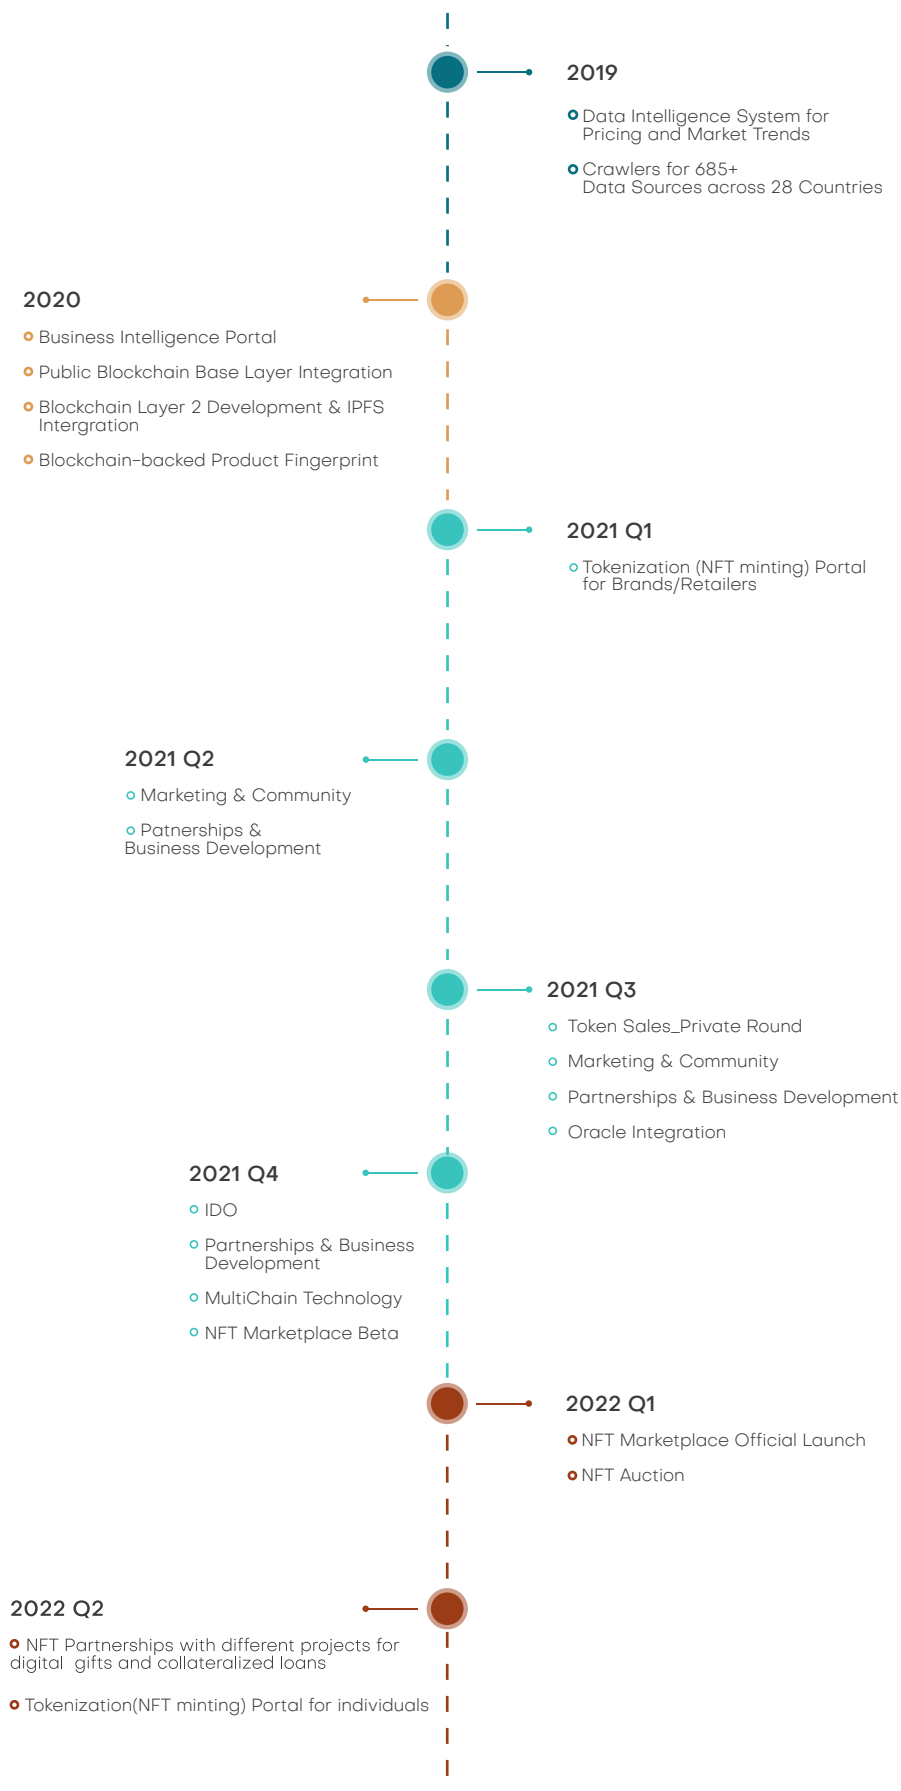 2019
Data Intelligence System for
Pricing and Market Trends
Crawlers for 685+
Data Sources across 28 Countries
2020
Business Intelligence Portal
Public Blockchain Base Layer Integration
Blockchain Layer 2 Development & IPFS
Intergration
Blockchain-backed Product Fingerprint
2021 Q1
Tokenization (NFT minting) Portal
for Brands/Retailers
2021 Q2
Marketing & Community
Patnerships &
Business Development
2021 Q3
Token Sales_Private Round
Marketing & Community
Partnerships & Business Development
Oracle Integration
2021 Q4
IDO
Partnerships & Business
Development
MultiChain Technology
NFT Marketplace Beta
2022 Q1
NFT Marketplace Official Launch
NFT Auction
2022 Q2
NFT Partnerships with different projects for
digital gifts and collateralized loans
Tokenization(NFT minting) Portal for individuals